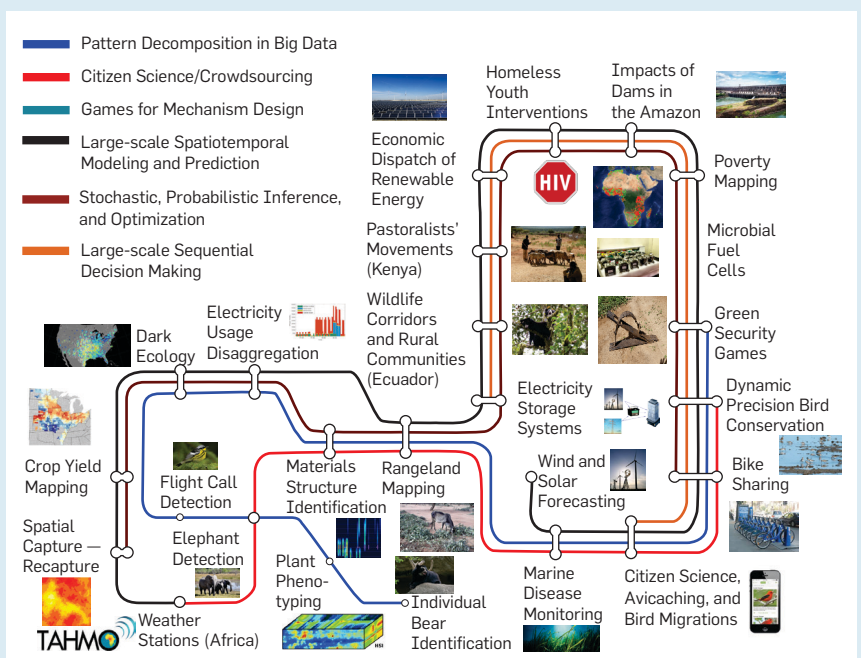 Pattern Decomposition in Big Data
Citizen Science/Crowdsourcing
Games for Mechanism Design
Large-scale Spatiotemporal
Modeling and Prediction
Stochastic, Probabilistic Inference,
and Optimization
Large-scale Sequential
Decision Making
Homeless
Youth
Interventions
Impacts of
Dams in
the Amazon
Economic
Dispatch of
Renewable
Energy
HIV
Poverty
Mapping
Pastoralists'
Movements
(Kenya)
Microbial
Fuel
Cells
Wildlife
Corridors
and Rural
Communities
(Ecuador)
Green
Security
Games
Dark
Ecology
Electricity
Usage
Disaggregation
Electricity
Storage
Systems
Dynamic
Precision Bird
Conservation
Crop Yield
Mapping
Flight Call
Detection
Materials
Structure
Identification
Rangeland
Mapping
Wind and
Solar
Forecasting
Bike
Sharing
Spatial
Capture —
Recapture
Elephant
Detection
Plant
Pheno-
typing
Individual
Bear
Identification
Marine
Disease
Monitoring
Citizen Science,
Avicaching, and
Bird Migrations
TAHMO
Weather
Stations (Africa)
HSI